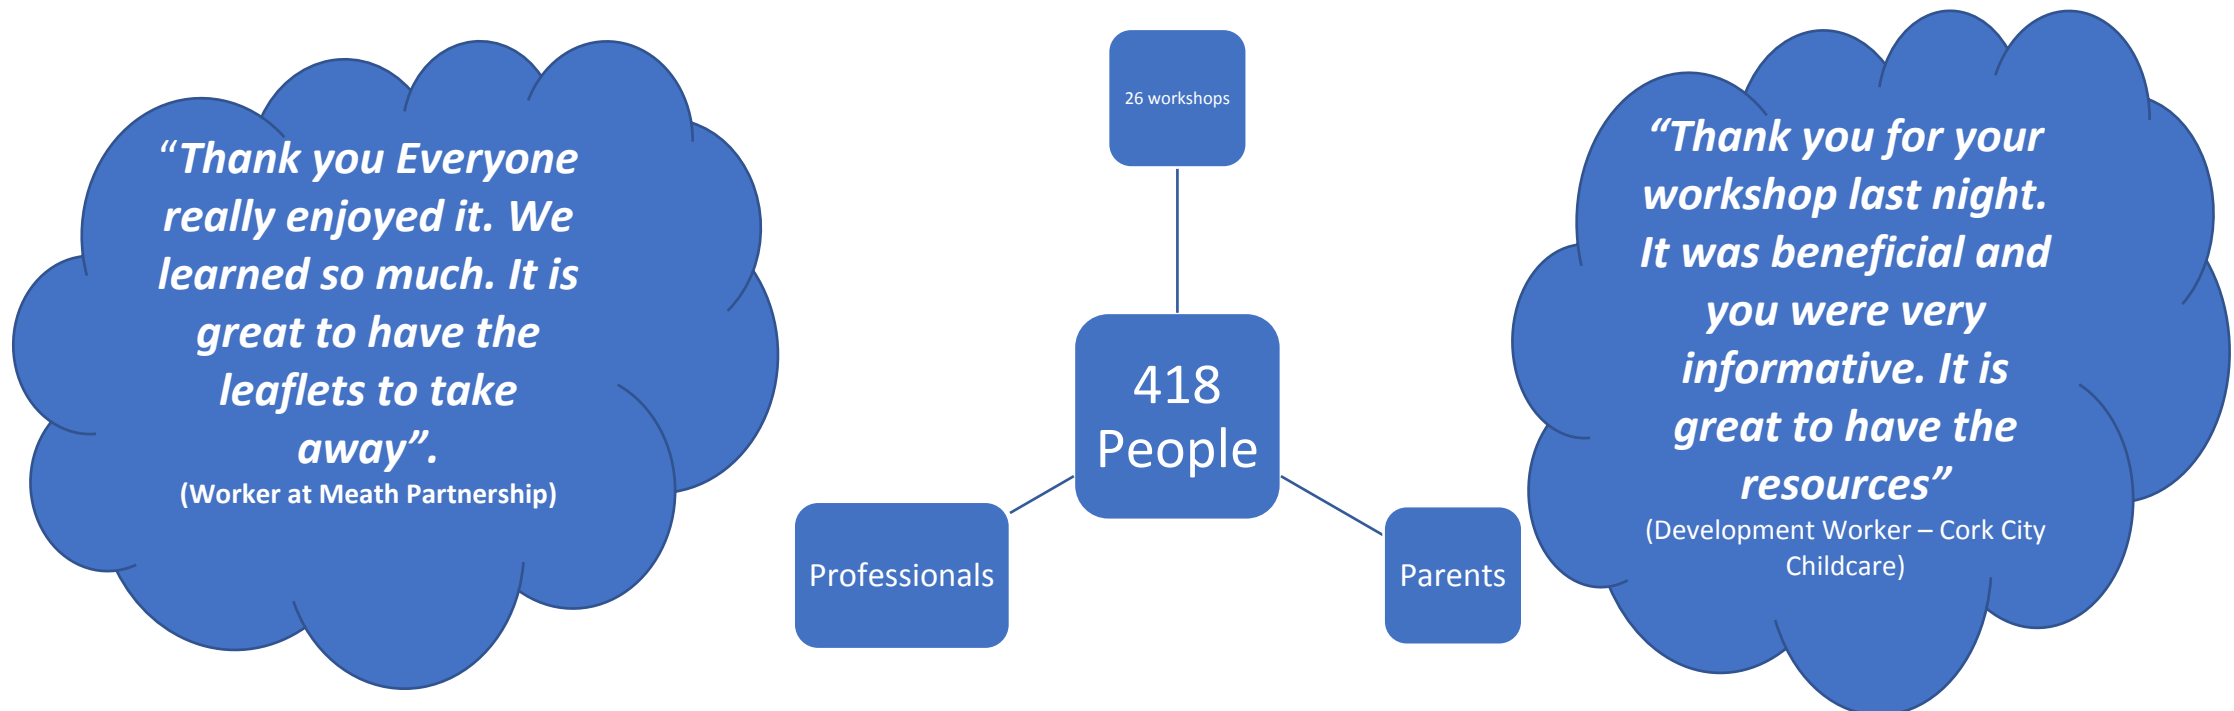 “Thank you Everyone
really enjoyed it. We
learned so much. It is
great to have the
leaflets to take
away”.
(Worker at Meath Partnership)
26 workshops
418
People
Professionals
Parents
“Thank you for your
workshop last night.
It was beneficial and
you were very
informative. It is
great to have the
resources”
(Development Worker – Cork City
Childcare)